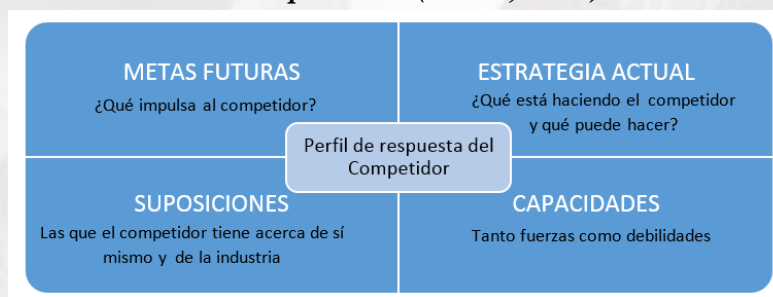 METAS FUTURAS
¿Qué impulsa al competidor?
ESTRATEGIA ACTUAL
¿Qué está haciendo el competidor
y qué puede hacer?
Perfil de respuesta del
Competidor
SUPOSICIONES
Las que el competidor tiene acerca de sí
mismo y de la industria
CAPACIDADES
Tanto fuerzas como debilidades